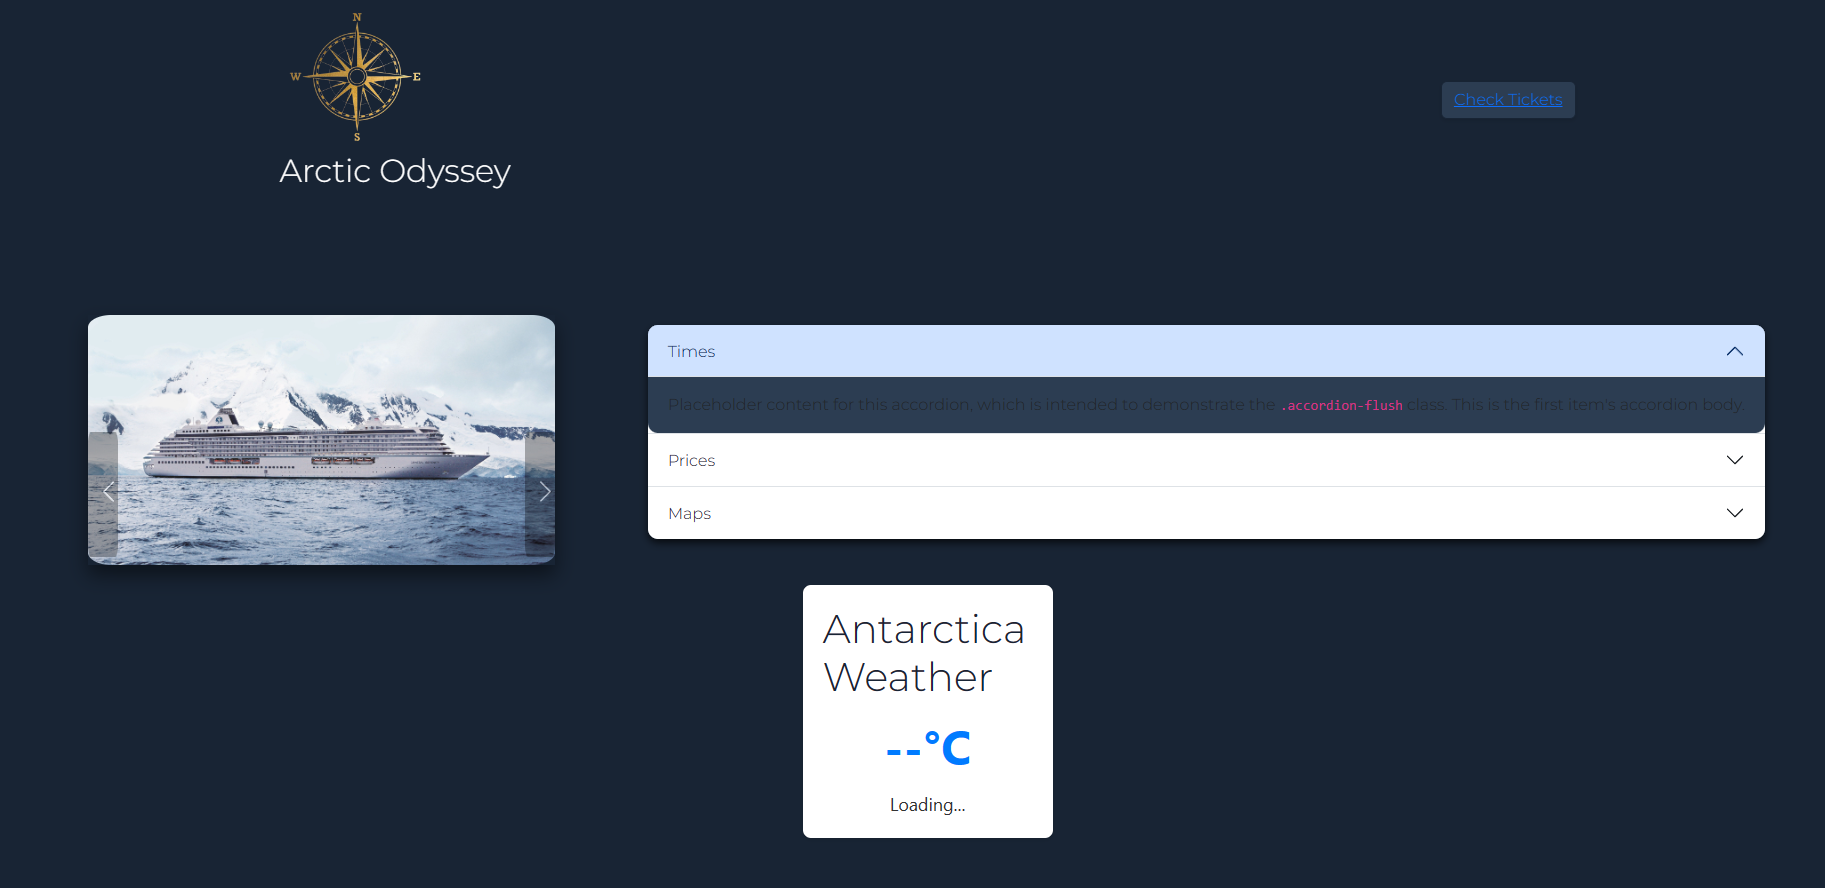 N
W E
S
Arctic Odyssey
Check Tickets
Times
Placeholder content for this accordion, which is intended to demonstrate the .accordion-flush class. This is the first item's accordion body.
Prices
Maps
Antarctica
Weather
--°C
Loading...